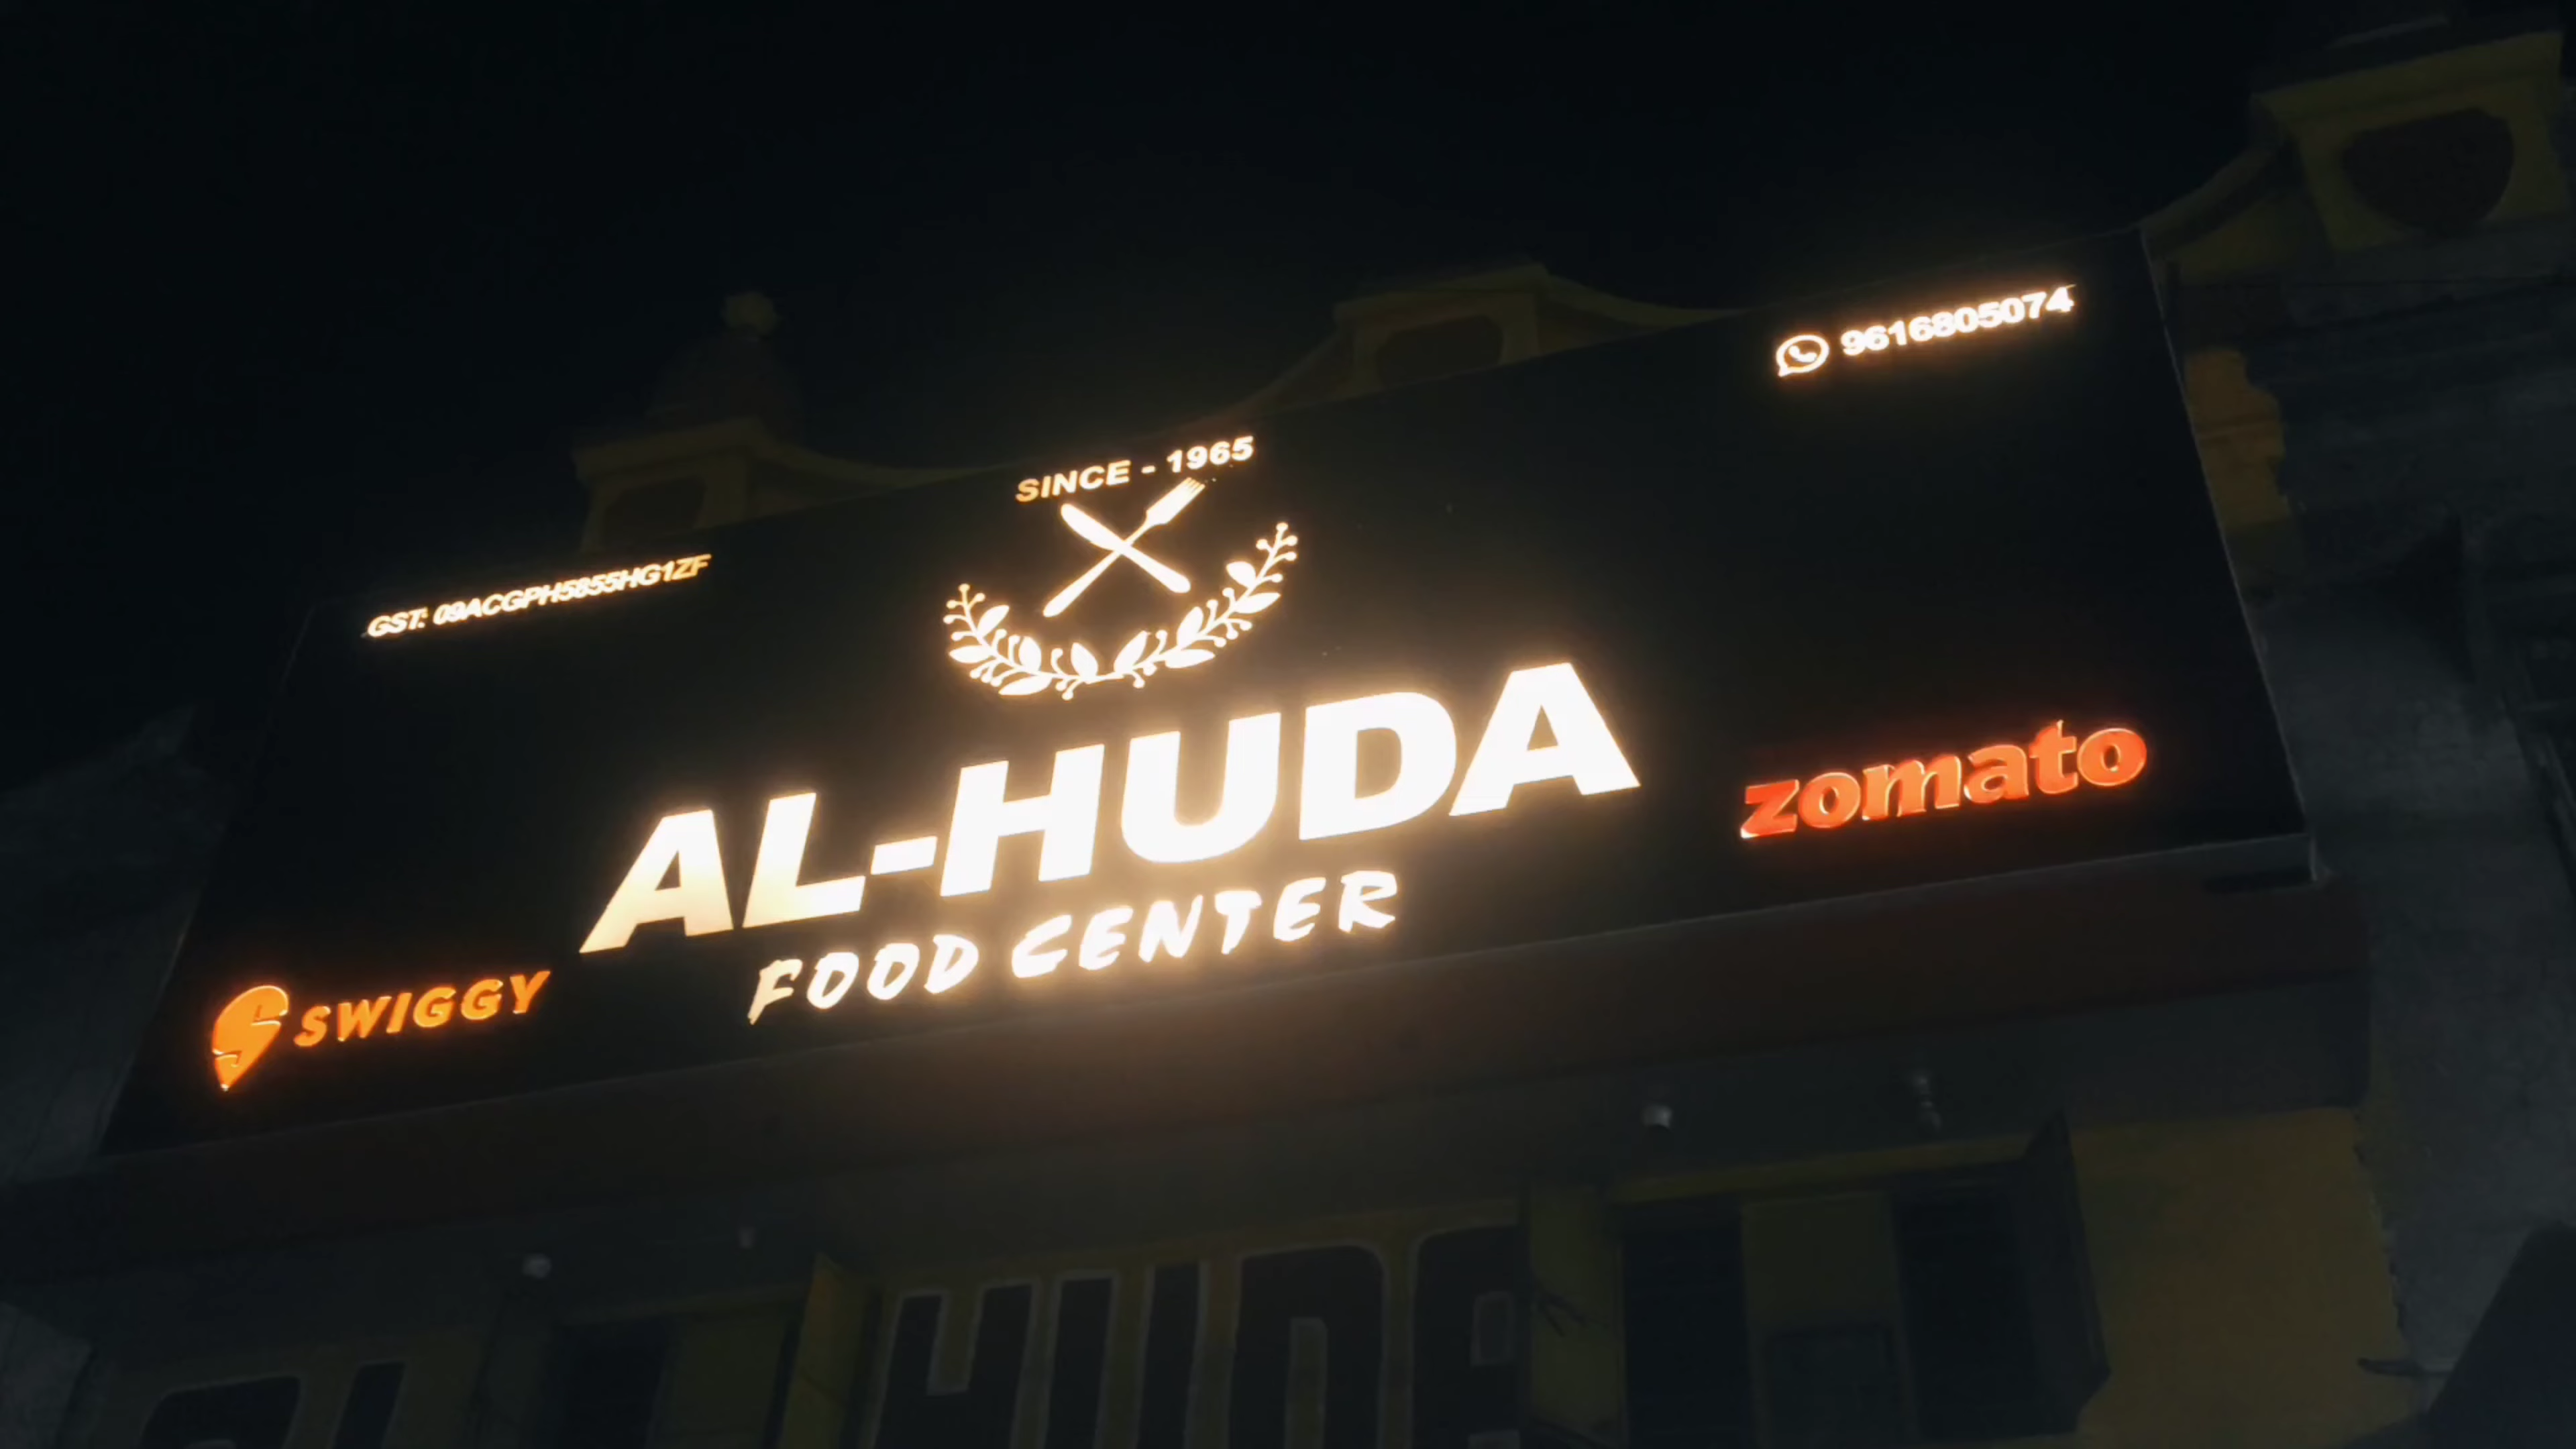 SINCE - 1965
GST: 09ACGPH5855HG1ZF
9616805074
AL-HUDA
FOOD CENTER
SWIGGY
zomato